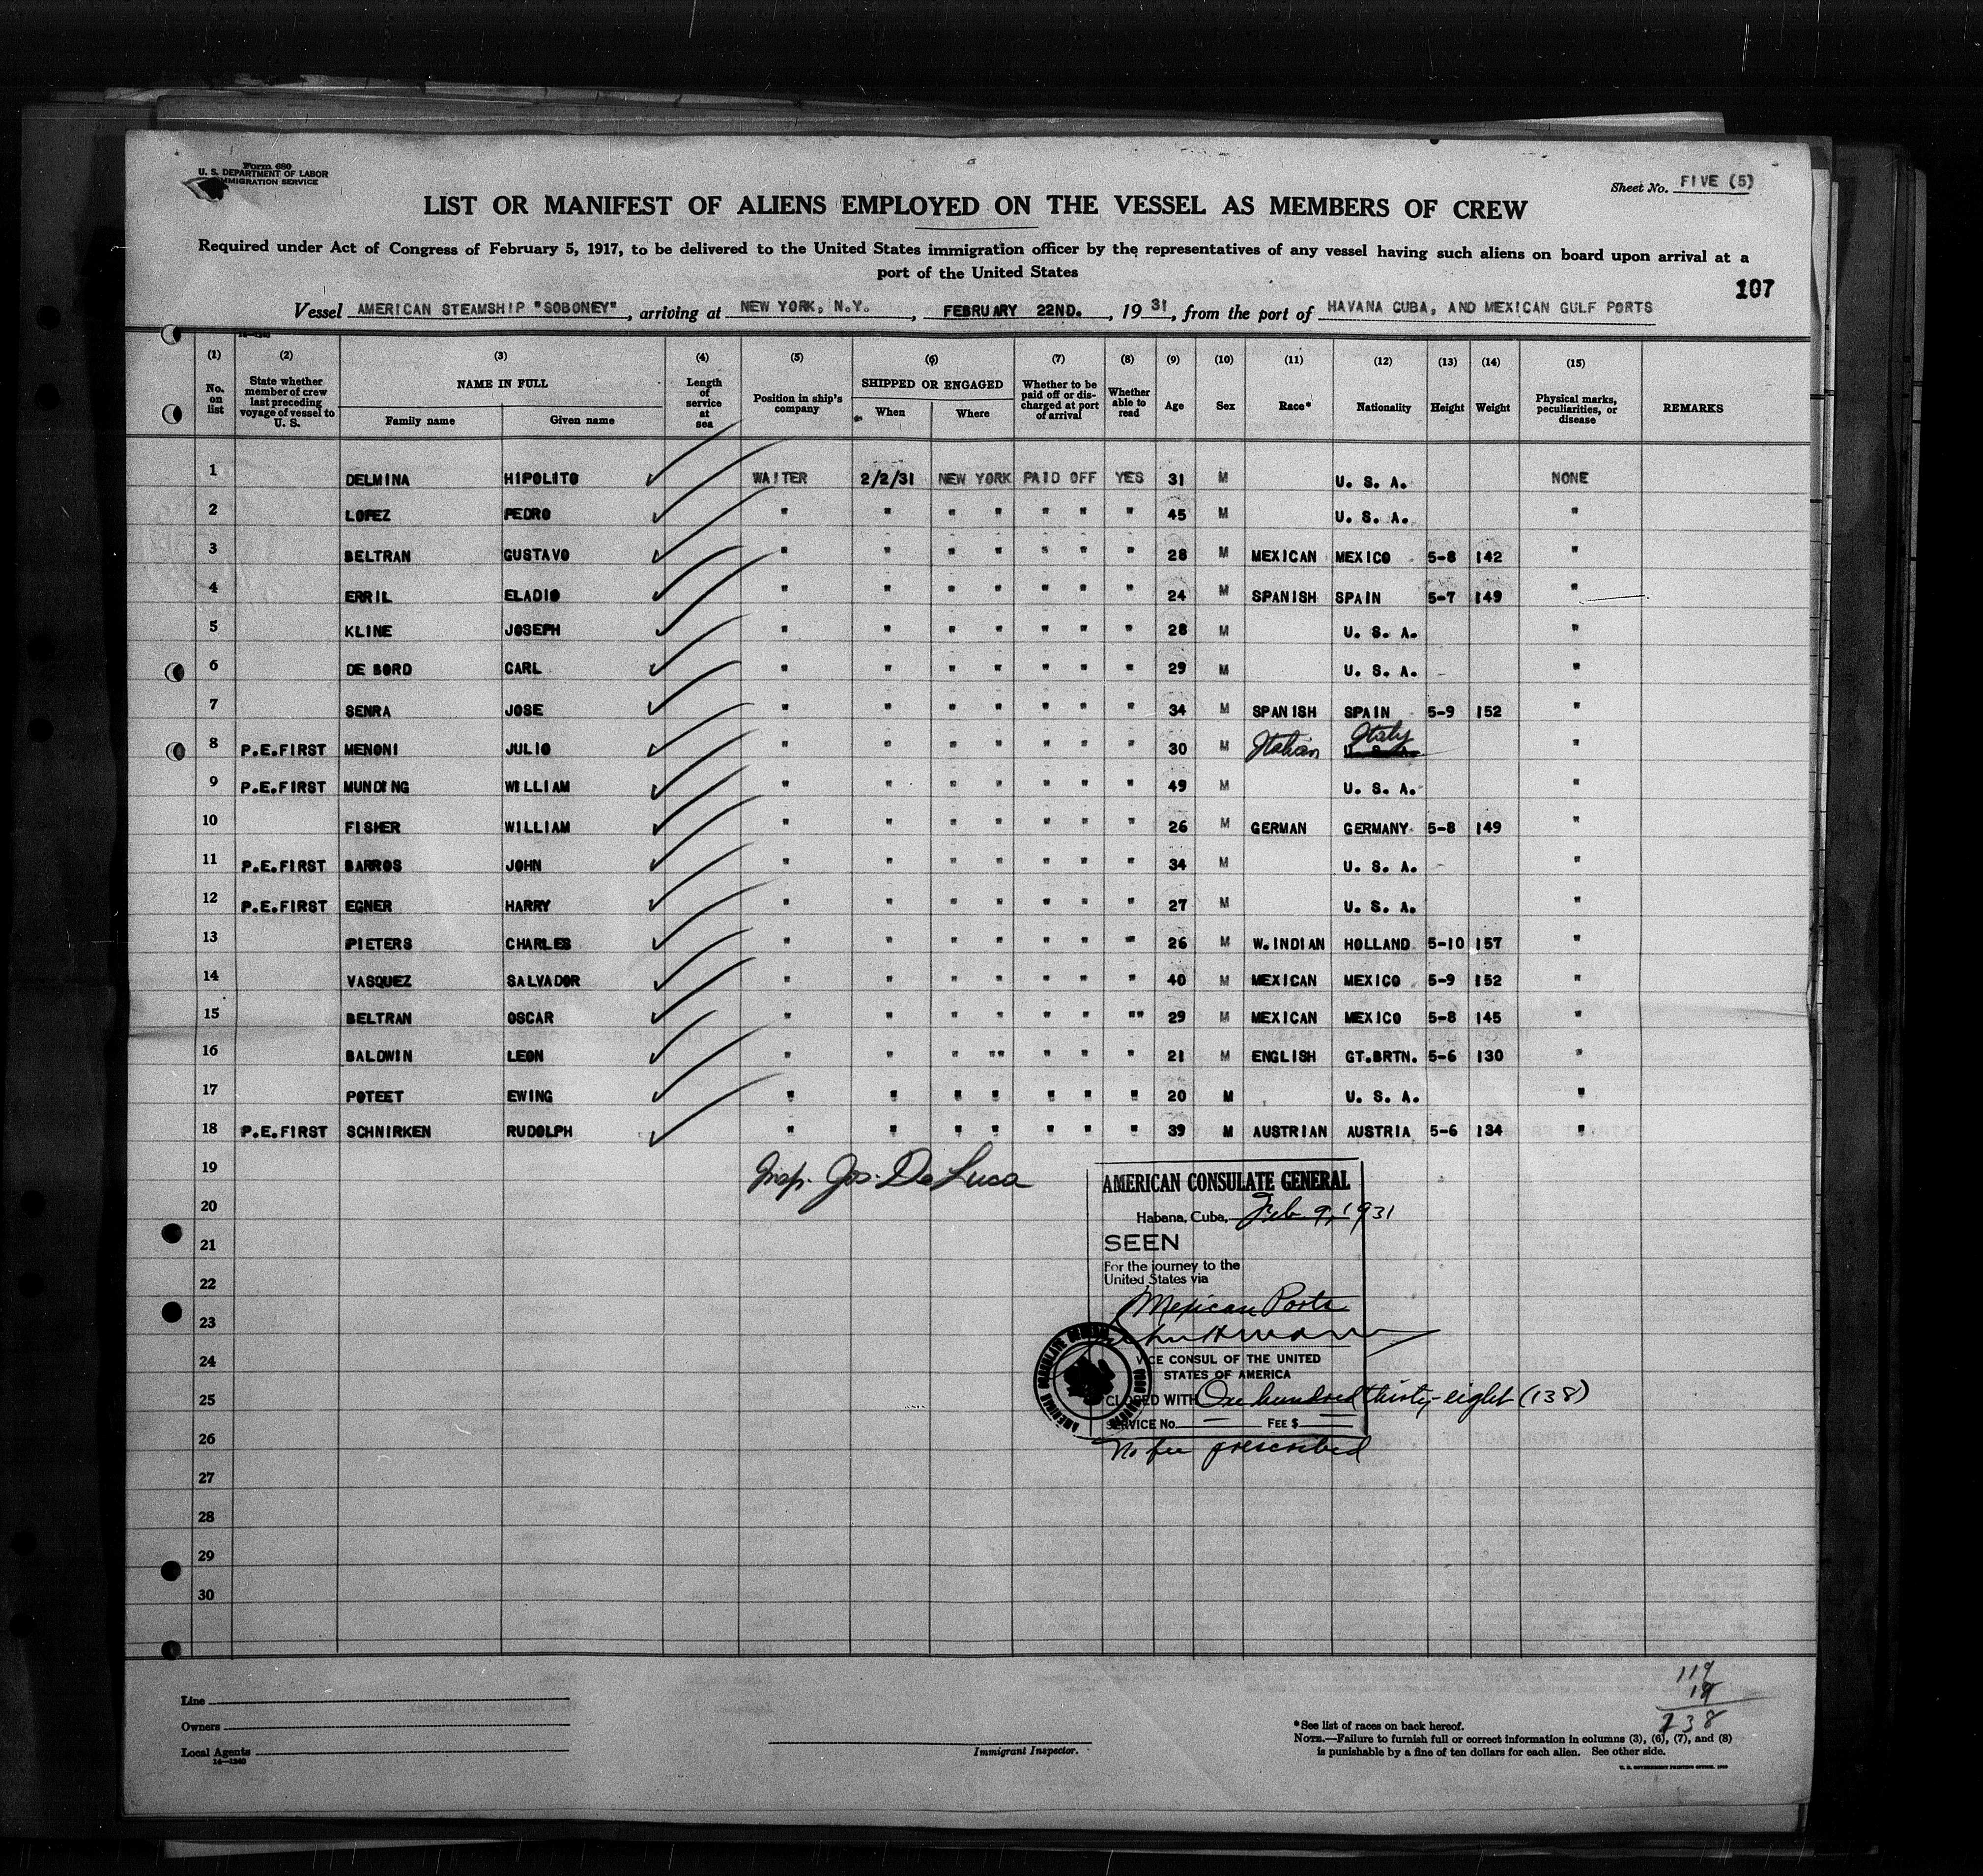 Form 680
U. S. DEPARTMENT OF LABOR
IMMIGRATION SERVICE
Sheet No. FIVE (5)
LIST OR MANIFEST OF ALIENS EMPLOYED ON THE VESSEL AS MEMBERS OF CREW
Required under Act of Congress of February 5, 1917, to be delivered to the United States immigration officer by the representatives of any vessel having such aliens on board upon arrival at a
port of the United States
107
Vessel AMERICAN STEAMSHIP "SOBONEY", arriving at NEW YORK, N.Y., FEBRUARY 22ND., 1931, from the port of HAVANA CUBA, AND MEXICAN GULF PORTS
14-1240
(1) (2) (3) (4) (5) (6) (7) (8) (9) (10) (11) (12) (13) (14) (15)
No. on list State whether member of crew last preceding voyage of vessel to U. S. NAME IN FULL Family name Given name Length of service at sea Position in ship's company SHIPPED OR ENGAGED When Where Whether to be paid off or discharged at port of arrival Whether able to read Age Sex Race* Nationality Height Weight Physical marks, peculiarities, or disease REMARKS
1 DELMINA HIPOLITO WAITER 2/2/31 NEW YORK PAID OFF YES 31 M U. S. A. NONE
2 LOPEZ PEDRO " " " " " " " 45 M U. S. A. "
3 BELTRAN GUSTAVO " " " " " " " 28 M MEXICAN MEXICO 5-8 142 "
4 ERRIL ELADIO " " " " " " " 24 M SPANISH SPAIN 5-7 149 "
5 KLINE JOSEPH " " " " " " " 28 M U. S. A. "
6 DE BORD CARL " " " " " " " 29 M U. S. A. "
7 SENRA JOSE " " " " " " " 34 M SPANISH SPAIN 5-9 152 "
8 P.E.FIRST MENONI JULIO " " " " " " " 30 M Italian Italy U. S. A. "
9 P.E.FIRST MUNDING WILLIAM " " " " " " " 49 M U. S. A. "
10 FISHER WILLIAM " " " " " " " 26 M GERMAN GERMANY 5-8 149 "
11 P.E.FIRST BARROS JOHN " " " " " " " 34 M U. S. A. "
12 P.E.FIRST EGNER HARRY " " " " " " " 27 M U. S. A. "
13 PIETERS CHARLES " " " " " " " 26 M W.INDIAN HOLLAND 5-10 157 "
14 VASQUEZ SALVADOR " " " " " " " 40 M MEXICAN MEXICO 5-9 152 "
15 BELTRAN OSCAR " " " " " " "" 29 M MEXICAN MEXICO 5-8 145 "
16 BALDWIN LEON " " " "" " " " 21 M ENGLISH GT.BRTN. 5-6 130 "
17 POTEET EWING " " " " " " " 20 M U. S. A. "
18 P.E.FIRST SCHNIRKEN RUDOLPH " " " " " " " 39 M AUSTRIAN AUSTRIA 5-6 134 "
19
Insp. Jos. De Luca
20
21
22
23
24
25
26
27
28
29
30
AMERICAN CONSULATE GENERAL
Habana, Cuba, Feb 9, 1931
SEEN
For the journey to the
United States via
Mexican Ports
VICE CONSUL OF THE UNITED
STATES OF AMERICA
CLOSED WITH One hundred thirty-eight (138)
SERVICE No. — FEE $ —
No fee prescribed
119
19
138
Line
Owners
Local Agents
14-1240
Immigrant Inspector.
*See list of races on back hereof.
NOTE.—Failure to furnish full or correct information in columns (3), (6), (7), and (8)
is punishable by a fine of ten dollars for each alien. See other side.